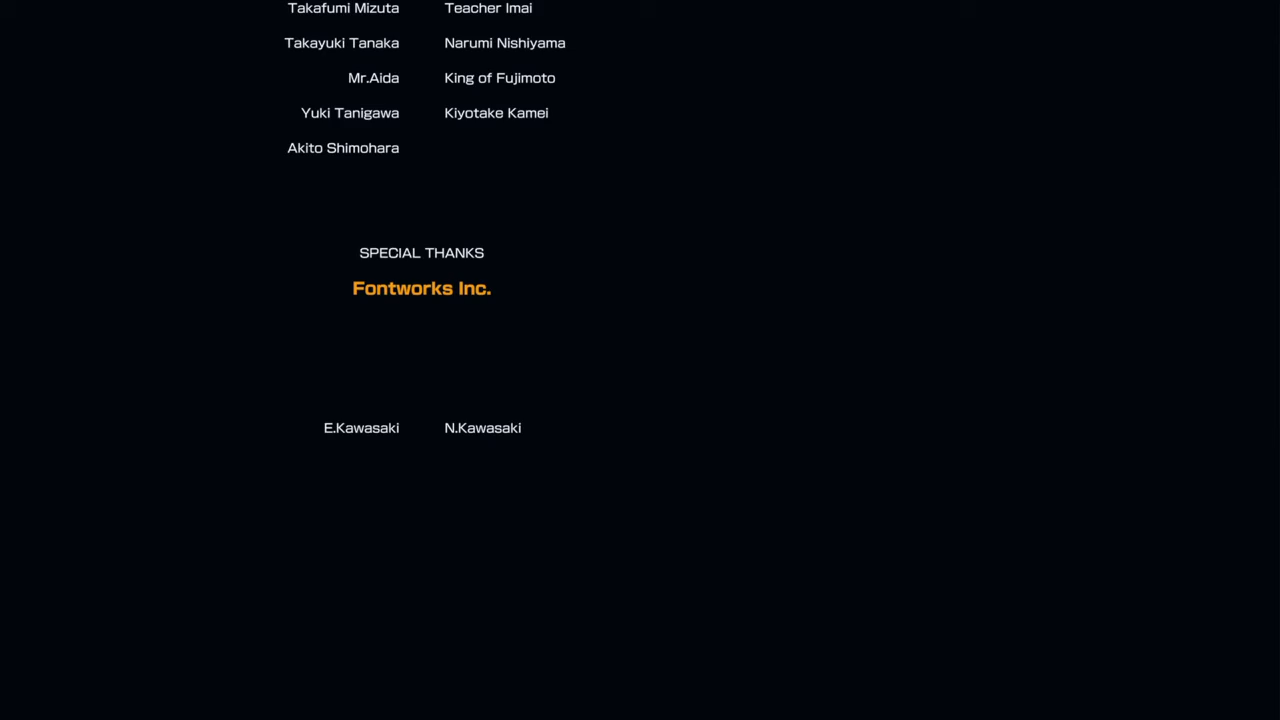 Takafumi Mizuta Teacher Imai
Takayuki Tanaka Narumi Nishiyama
Mr.Aida King of Fujimoto
Yuki Tanigawa Kiyotake Kamei
Akito Shimohara
SPECIAL THANKS
Fontworks Inc.
E.Kawasaki N.Kawasaki